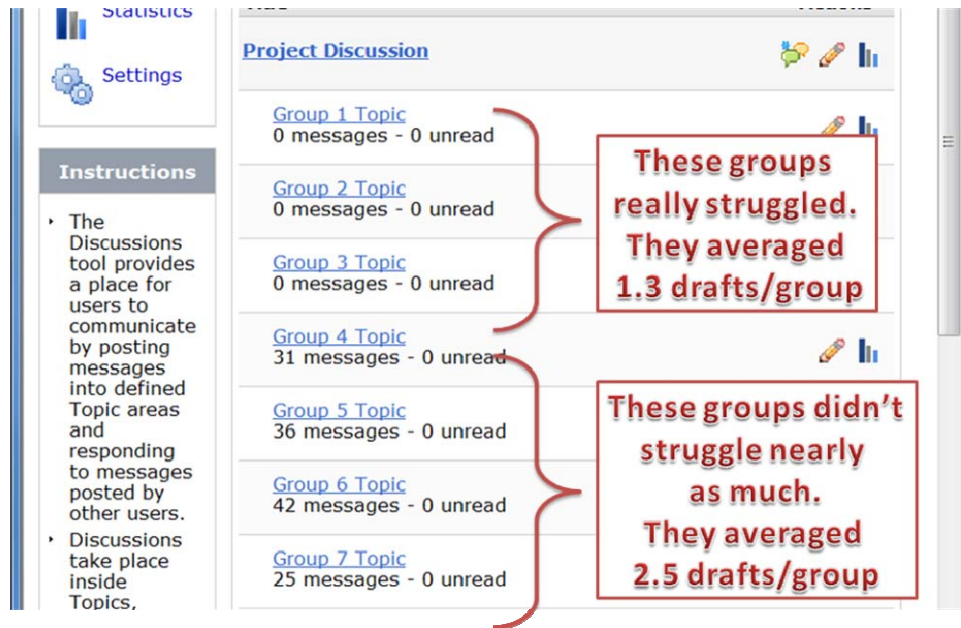 Statistics
Settings
Instructions
‣ The
Discussions
tool provides
a place for
users to
communicate
by posting
messages
into defined
Topic areas
and
responding
to messages
posted by
other users.
‣ Discussions
take place
inside
Topics,
Project Discussion
Group 1 Topic
0 messages - 0 unread
Group 2 Topic
0 messages - 0 unread
Group 3 Topic
0 messages - 0 unread
Group 4 Topic
31 messages - 0 unread
Group 5 Topic
36 messages - 0 unread
Group 6 Topic
42 messages - 0 unread
Group 7 Topic
25 messages - 0 unread
These groups
really struggled.
They averaged
1.3 drafts/group
These groups didn't
struggle nearly
as much.
They averaged
2.5 drafts/group